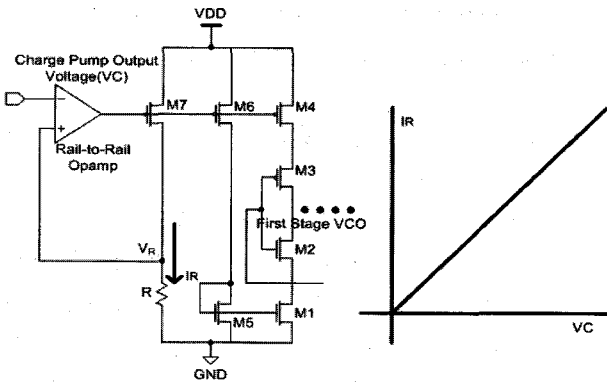 VDD
Charge Pump Output
Voltage(VC)
M7
M6
M4
IR
Rail-to-Rail
Opamp
M3
First Stage VCO
VR
M2
IR
R
M5
M1
VC
GND